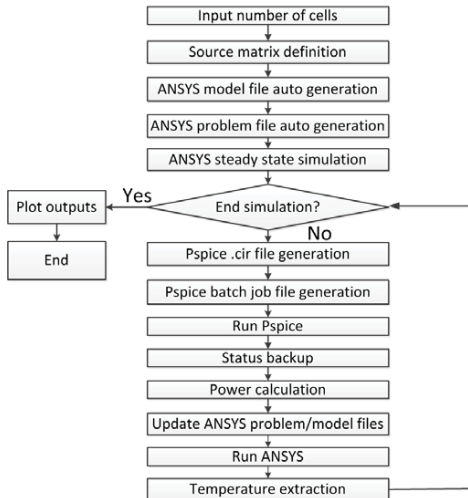 Input number of cells
Source matrix definition
ANSYS model file auto generation
ANSYS problem file auto generation
ANSYS steady state simulation
Yes
Plot outputs
End simulation?
No
End
Pspice .cir file generation
Pspice batch job file generation
Run Pspice
Status backup
Power calculation
Update ANSYS problem/model files
Run ANSYS
Temperature extraction